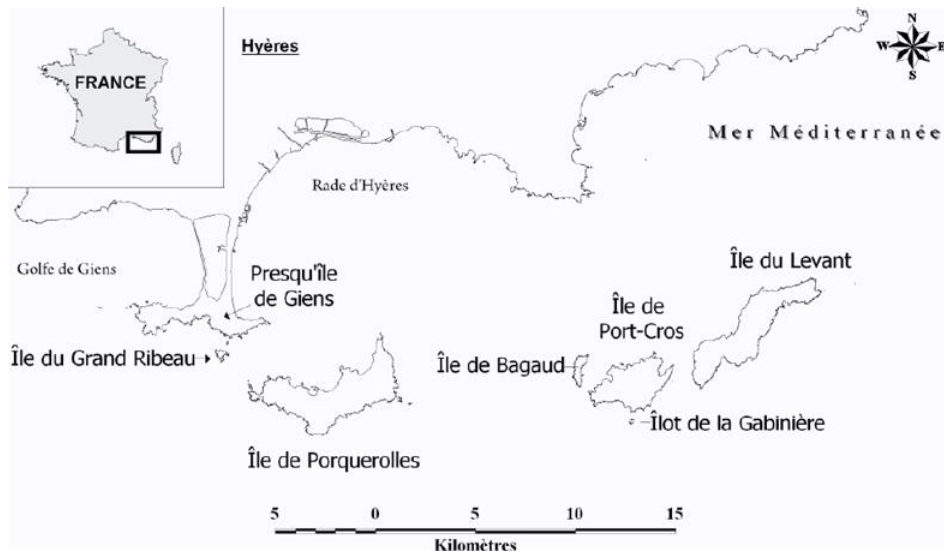 Hyères
FRANCE
N
W
E
S
Mer Méditerranée
Rade d'Hyères
Golfe de Giens
Presqu'île
de Giens
Île du Levant
Île de
Port-Cros
Île du Grand Ribeau
Île de Bagaud
Îlot de la Gabinière
Île de Porquerolles
5 0 5 10 15
Kilomètres